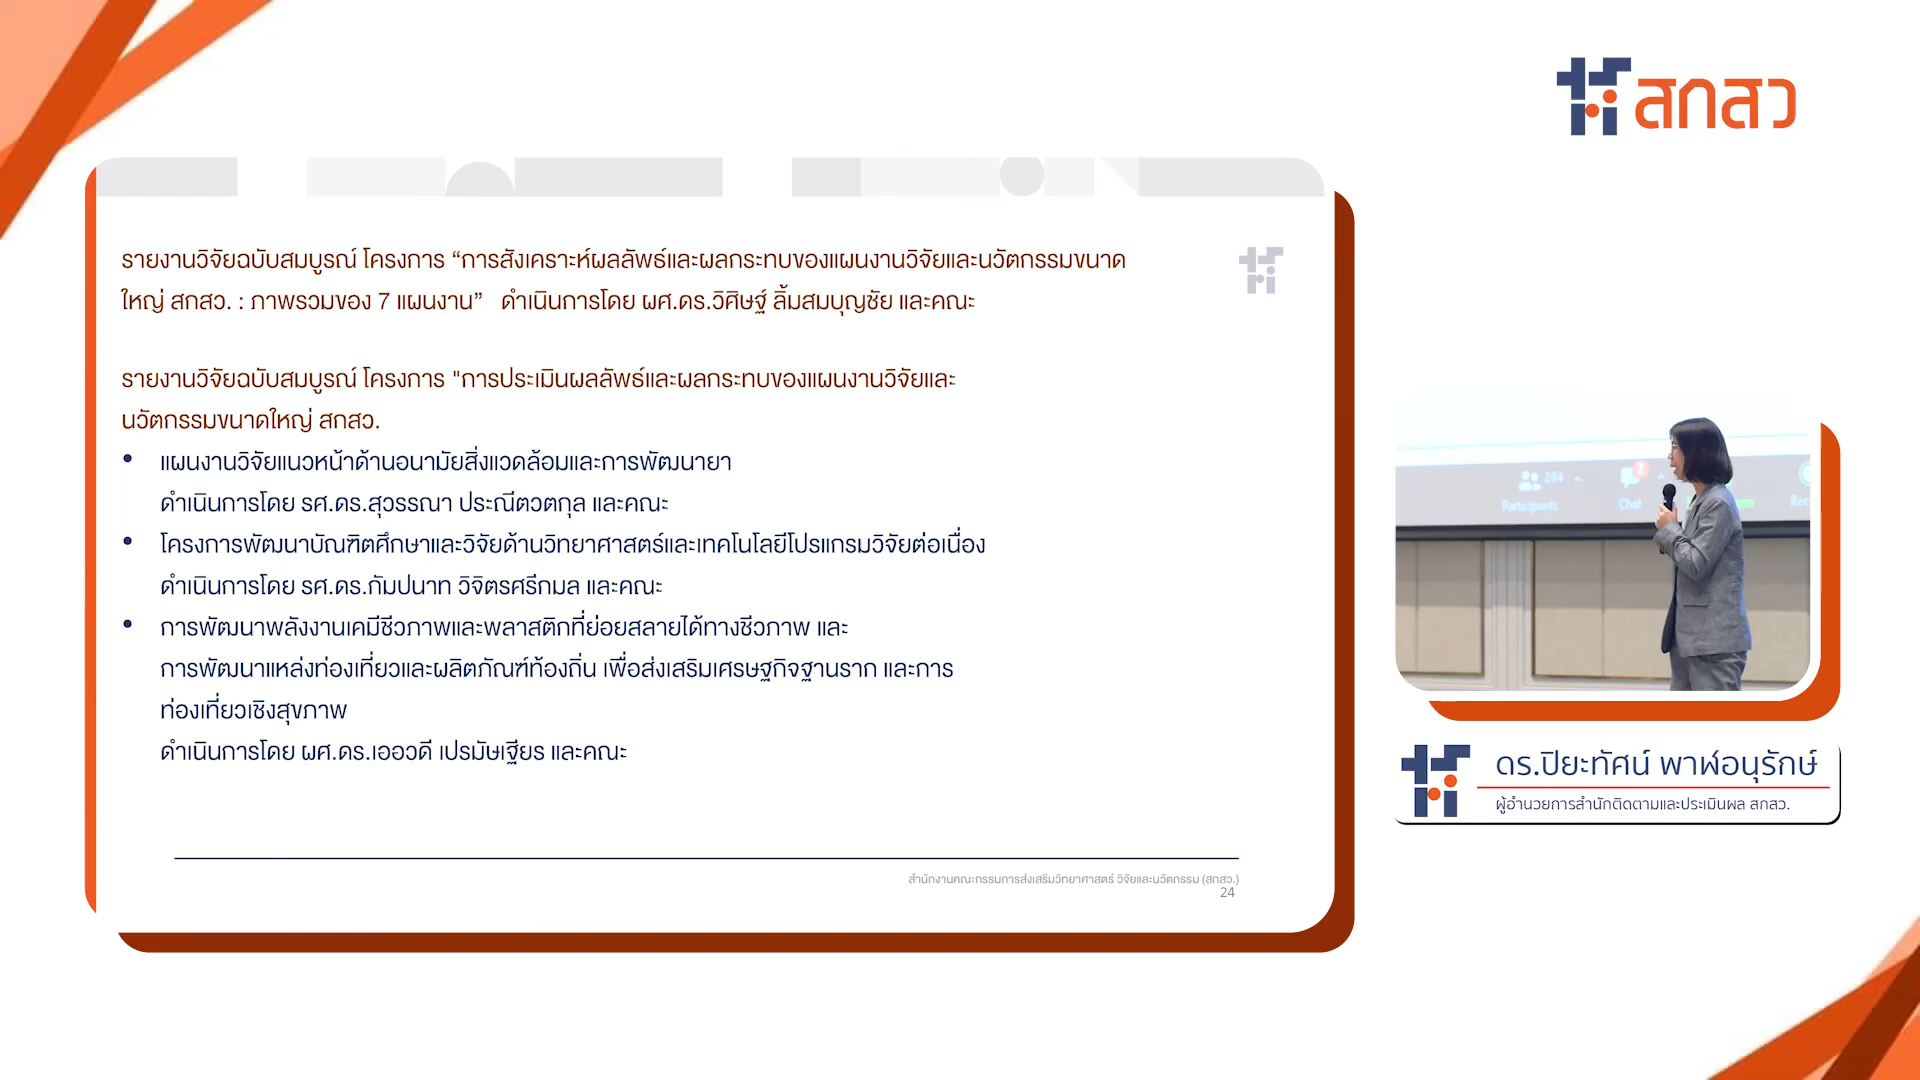 สกสว
รายงานวิจัยฉบับสมบูรณ์ โครงการ “การสังเคราะห์ผลลัพธ์และผลกระทบของแผนงานวิจัยและนวัตกรรมขนาด
ใหญ่ สกสว. : ภาพรวมของ 7 แผนงาน” ดำเนินการโดย ผศ.ดร.วิศิษฐ์ ลิ้มสมบุญชัย และคณะ
รายงานวิจัยฉบับสมบูรณ์ โครงการ "การประเมินผลลัพธ์และผลกระทบของแผนงานวิจัยและ
นวัตกรรมขนาดใหญ่ สกสว.
• แผนงานวิจัยแนวหน้าด้านอนามัยสิ่งแวดล้อมและการพัฒนายา
ดำเนินการโดย รศ.ดร.สุวรรณา ประณีตวตกุล และคณะ
• โครงการพัฒนาบัณฑิตศึกษาและวิจัยด้านวิทยาศาสตร์และเทคโนโลยีโปรแกรมวิจัยต่อเนื่อง
ดำเนินการโดย รศ.ดร.กัมปนาท วิจิตรศรีกมล และคณะ
• การพัฒนาพลังงานเคมีชีวภาพและพลาสติกที่ย่อยสลายได้ทางชีวภาพ และ
การพัฒนาแหล่งท่องเที่ยวและผลิตภัณฑ์ท้องถิ่น เพื่อส่งเสริมเศรษฐกิจฐานราก และการ
ท่องเที่ยวเชิงสุขภาพ
ดำเนินการโดย ผศ.ดร.เออวดี เปรมัษเฐียร และคณะ
สำนักงานคณะกรรมการส่งเสริมวิทยาศาสตร์ วิจัยและนวัตกรรม (สกสว.)
24
284
2
Participants
Chat
Rec
ดร.ปิยะทัศน์ พาฬอนุรักษ์
ผู้อำนวยการสำนักติดตามและประเมินผล สกสว.